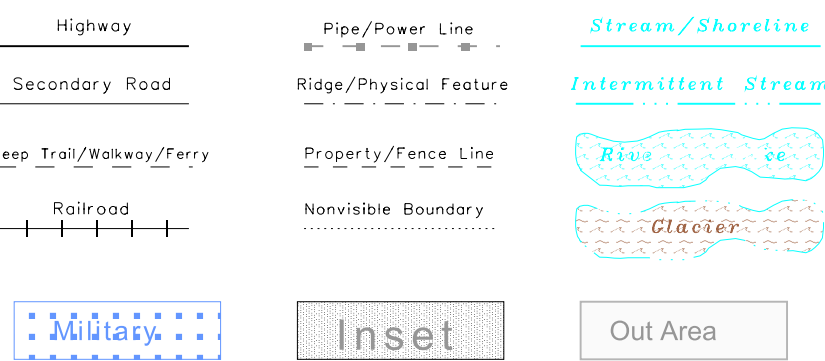 Highway
Pipe/Power Line
Stream/Shoreline
Secondary Road
Ridge/Physical Feature
Intermittent Stream
eep Trail/Walkway/Ferry
Property/Fence Line
Railroad
Nonvisible Boundary
Glacier
Military
Inset
Out Area